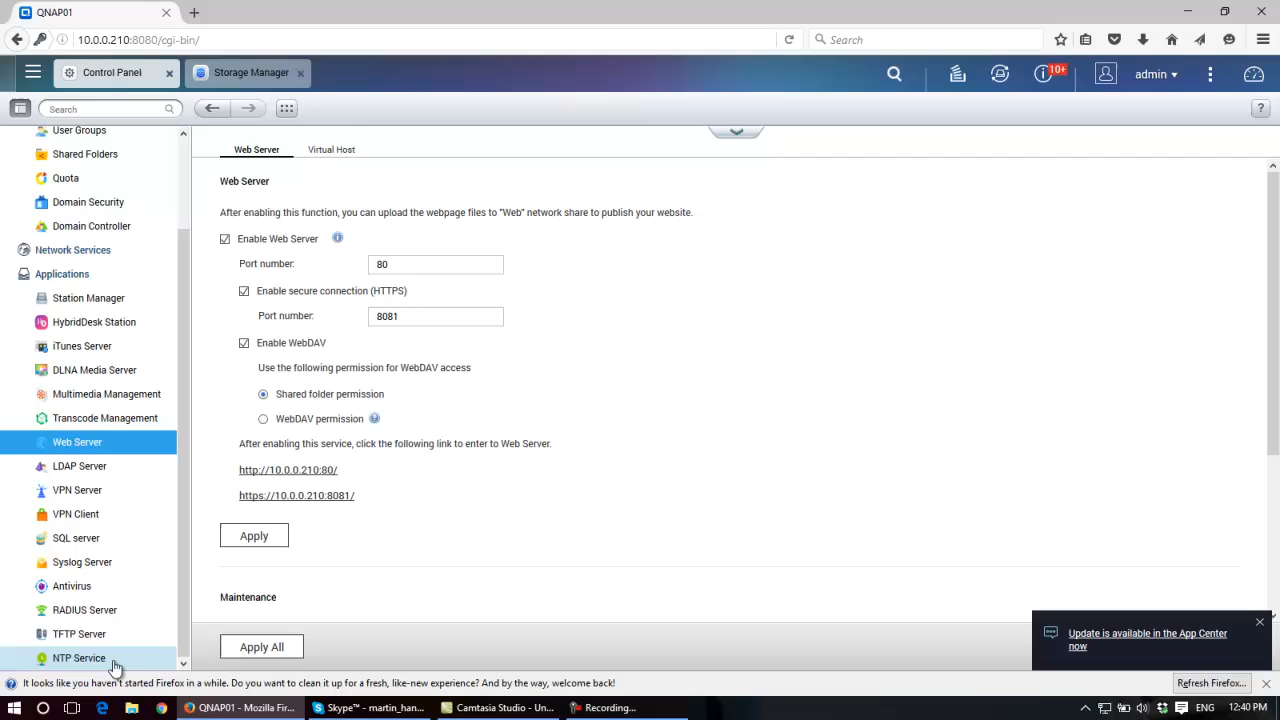 QNAP01
10.0.0.210:8080/cgi-bin/
Search
Control Panel
Storage Manager
10+
admin
Search
?
User Groups
Shared Folders
Quota
Domain Security
Domain Controller
Network Services
Applications
Station Manager
HybridDesk Station
iTunes Server
DLNA Media Server
Multimedia Management
Transcode Management
Web Server
LDAP Server
VPN Server
VPN Client
SQL server
Syslog Server
Antivirus
RADIUS Server
TFTP Server
NTP Service
Web Server
Virtual Host
Web Server
After enabling this function, you can upload the webpage files to "Web" network share to publish your website.
Enable Web Server
Port number:
80
Enable secure connection (HTTPS)
Port number:
8081
Enable WebDAV
Use the following permission for WebDAV access
Shared folder permission
WebDAV permission
After enabling this service, click the following link to enter to Web Server.
http://10.0.0.210:80/
https://10.0.0.210:8081/
Apply
Maintenance
Apply All
Update is available in the App Center
now
It looks like you haven't started Firefox in a while. Do you want to clean it up for a fresh, like-new experience? And by the way, welcome back!
Refresh Firefox...
QNAP01 - Mozilla Fir...
Skype™ - martin_han...
Camtasia Studio - Un...
Recording...
ENG
12:40 PM